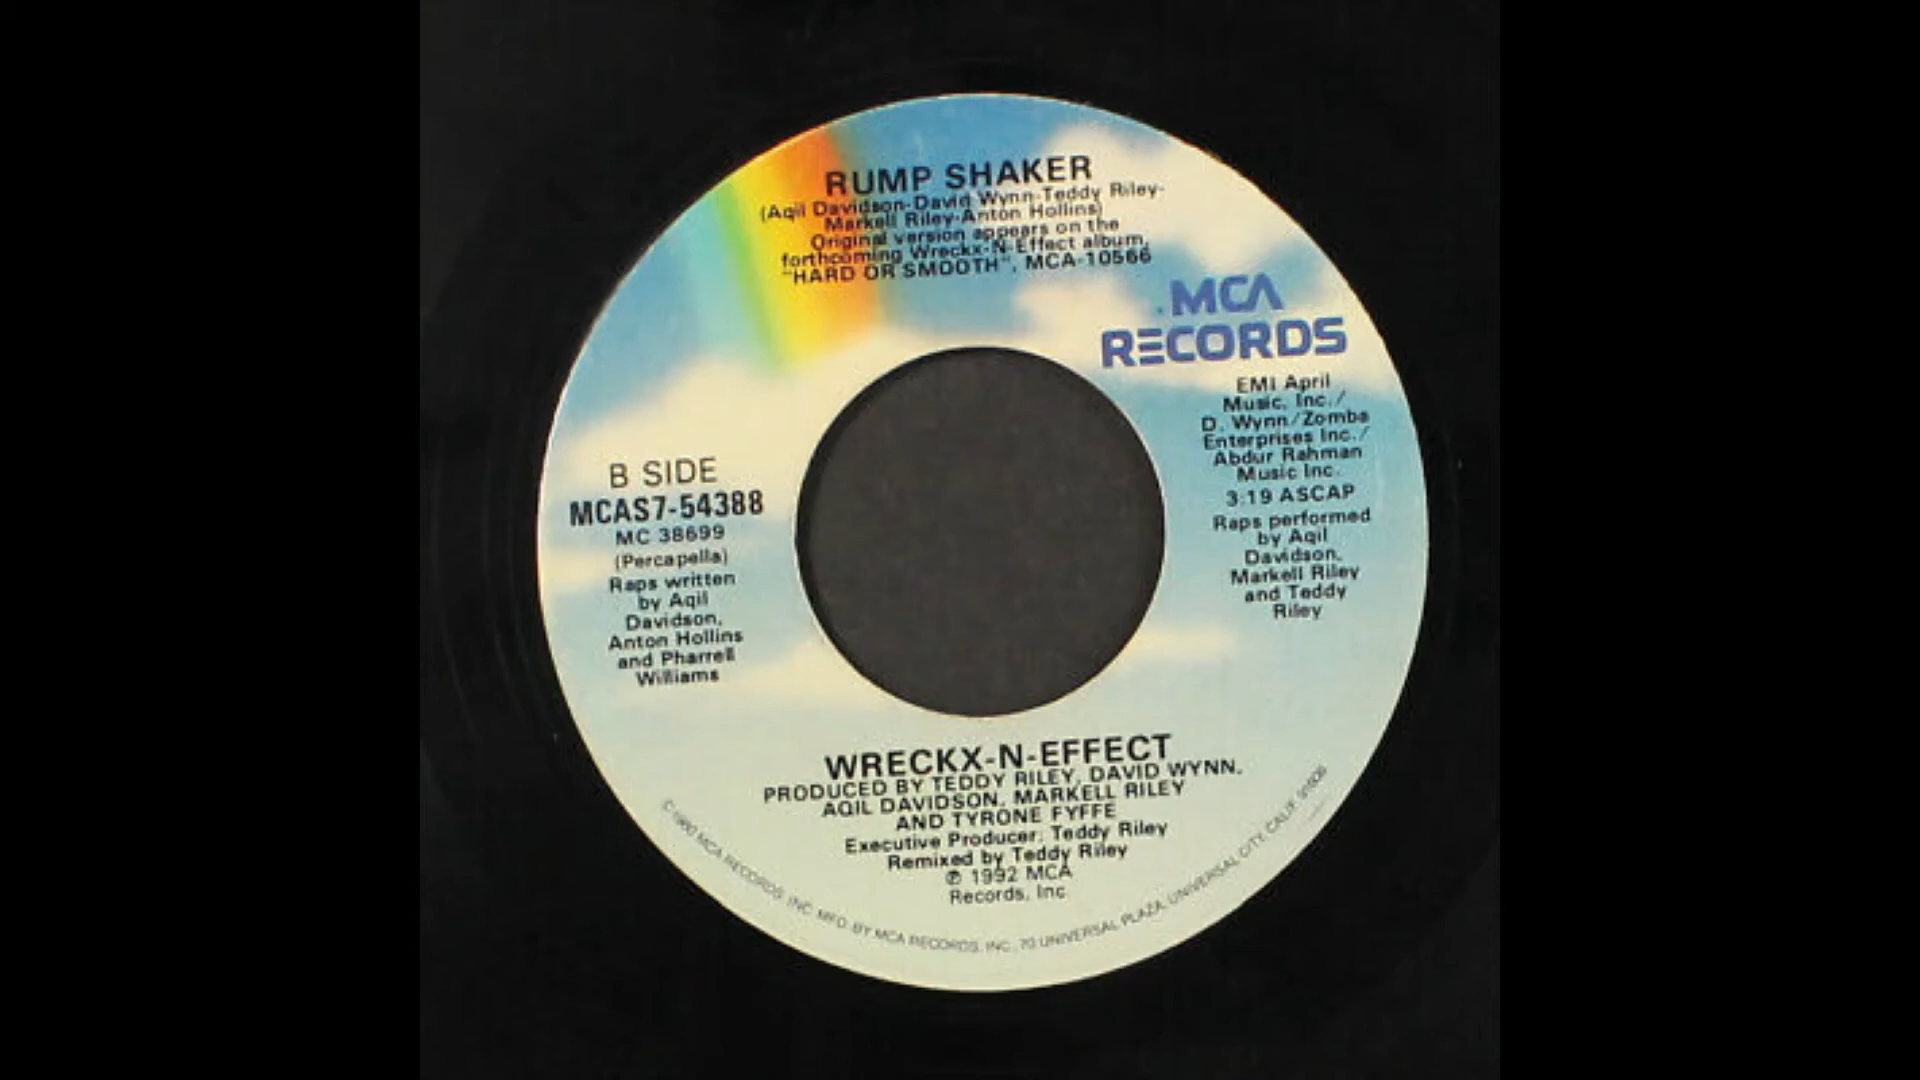 RUMP SHAKER
(Aqil Davidson-David Wynn-Teddy Riley-
Markell Riley-Anton Hollins)
Original version appears on the
forthcoming Wreckx-N-Effect album,
"HARD OR SMOOTH", MCA-10566
MCA
RECORDS
EMI April
Music, Inc./
D. Wynn/Zomba
Enterprises Inc./
Abdur Rahman
Music Inc.
3:19 ASCAP
Raps performed
by Aqil
Davidson,
Markell Riley
and Teddy
Riley
B SIDE
MCAS7-54388
MC 38699
(Percapella)
Raps written
by Aqil
Davidson,
Anton Hollins
and Pharrell
Williams
WRECKX-N-EFFECT
PRODUCED BY TEDDY RILEY, DAVID WYNN,
AQIL DAVIDSON, MARKELL RILEY
AND TYRONE FYFFE
Executive Producer: Teddy Riley
Remixed by Teddy Riley
℗ 1992 MCA
Records, Inc.
© 1980 MCA RECORDS, INC. MFD. BY MCA RECORDS, INC., 70 UNIVERSAL PLAZA, UNIVERSAL CITY, CALIF. 91608